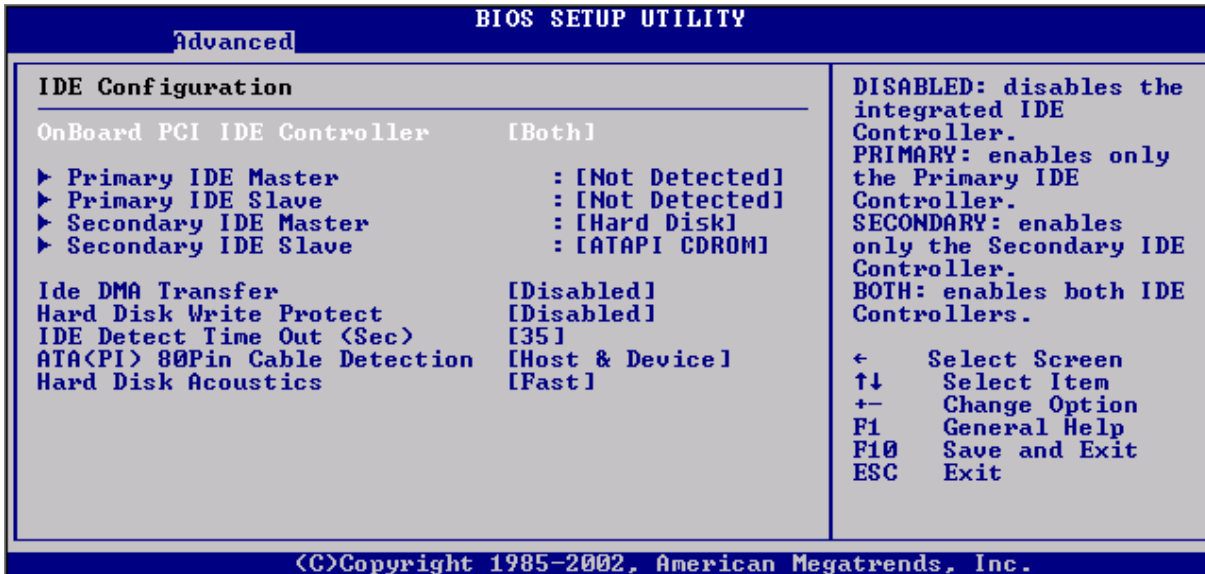 BIOS SETUP UTILITY
Advanced
IDE Configuration
OnBoard PCI IDE Controller [Both]
► Primary IDE Master : [Not Detected]
► Primary IDE Slave : [Not Detected]
► Secondary IDE Master : [Hard Disk]
► Secondary IDE Slave : [ATAPI CDROM]
Ide DMA Transfer [Disabled]
Hard Disk Write Protect [Disabled]
IDE Detect Time Out (Sec) [35]
ATA(PI) 80Pin Cable Detection [Host & Device]
Hard Disk Acoustics [Fast]
DISABLED: disables the
integrated IDE
Controller.
PRIMARY: enables only
the Primary IDE
Controller.
SECONDARY: enables
only the Secondary IDE
Controller.
BOTH: enables both IDE
Controllers.
← Select Screen
↑↓ Select Item
+- Change Option
F1 General Help
F10 Save and Exit
ESC Exit
(C)Copyright 1985-2002, American Megatrends, Inc.